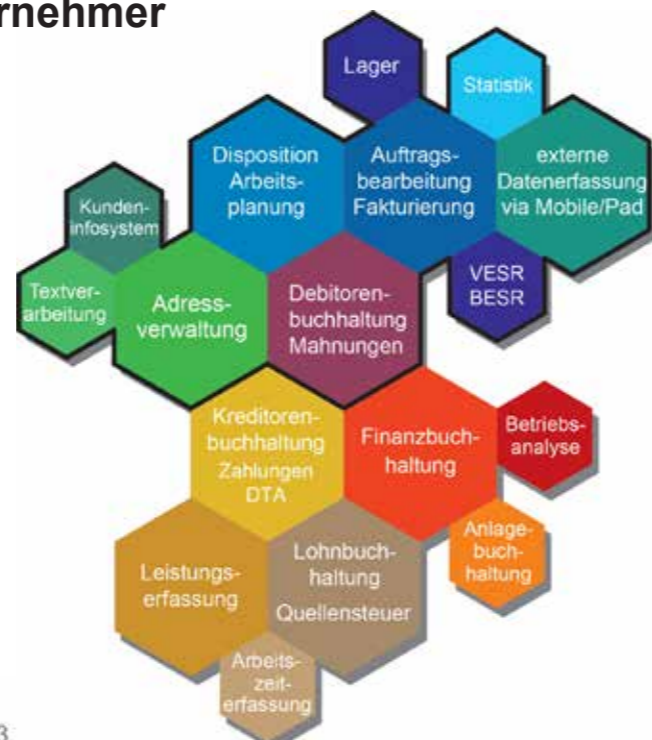 rnehmer
Lager
Statistik
Disposition
Arbeits-
planung
Auftrags-
bearbeitung
Fakturierung
externe
Datenerfassung
via Mobile/Pad
Kunden-
infosystem
Textver-
arbeitung
Adress-
verwaltung
Debitoren-
buchhaltung
Mahnungen
VESR
BESR
Kreditoren-
buchhaltung
Zahlungen
DTA
Finanzbuch-
haltung
Betriebs-
analyse
Anlage-
buch-
haltung
Leistungs-
erfassung
Lohnbuch-
haltung
Quellensteuer
Arbeits-
zeit-
erfassung
3